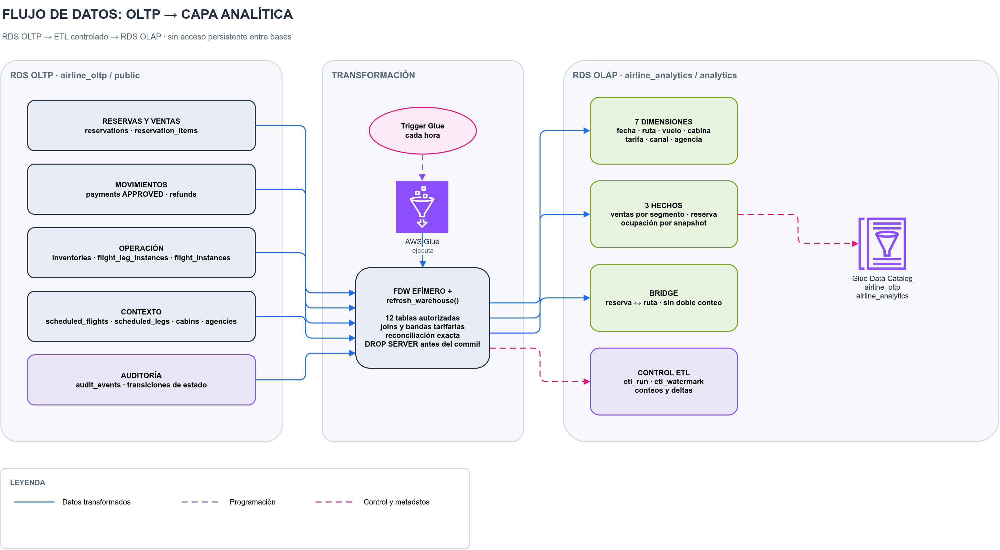 FLUJO DE DATOS: OLTP → CAPA ANALÍTICA
RDS OLTP → ETL controlado → RDS OLAP · sin acceso persistente entre bases
RDS OLTP · airline_oltp / public
RESERVAS Y VENTAS
reservations · reservation_items
MOVIMIENTOS
payments APPROVED · refunds
OPERACIÓN
inventories · flight_leg_instances · flight_instances
CONTEXTO
scheduled_flights · scheduled_legs · cabins · agencies
AUDITORÍA
audit_events · transiciones de estado
TRANSFORMACIÓN
Trigger Glue
cada hora
AWS Glue
ejecuta
FDW EFÍMERO +
refresh_warehouse()
12 tablas autorizadas
joins y bandas tarifarias
reconciliación exacta
DROP SERVER antes del commit
RDS OLAP · airline_analytics / analytics
7 DIMENSIONES
fecha · ruta · vuelo · cabina
tarifa · canal · agencia
3 HECHOS
ventas por segmento · reserva
ocupación por snapshot
BRIDGE
reserva ↔ ruta · sin doble conteo
CONTROL ETL
etl_run · etl_watermark
conteos y deltas
Glue Data Catalog
airline_oltp
airline_analytics
LEYENDA
Datos transformados
Programación
Control y metadatos